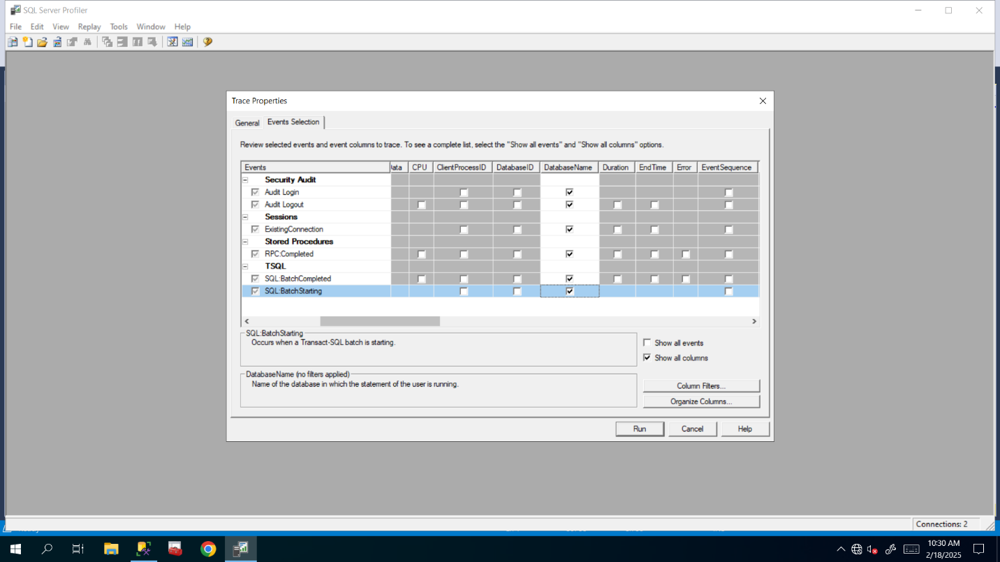 SQL Server Profiler
File Edit View Replay Tools Window Help
Trace Properties
General Events Selection
Review selected events and event columns to trace. To see a complete list, select the "Show all events" and "Show all columns" options.
Events CPU ClientProcessID DatabaseID DatabaseName Duration EndTime Error EventSequence
Security Audit
Audit Login
Audit Logout
Sessions
ExistingConnection
Stored Procedures
RPC:Completed
TSQL
SQL:BatchCompleted
SQL:BatchStarting
SQL:BatchStarting
Occurs when a Transact-SQL batch is starting.
Show all events
Show all columns
DatabaseName (no filters applied)
Name of the database in which the statement of the user is running.
Column Filters...
Organize Columns...
Run Cancel Help
Connections: 2
10:30 AM
2/18/2025